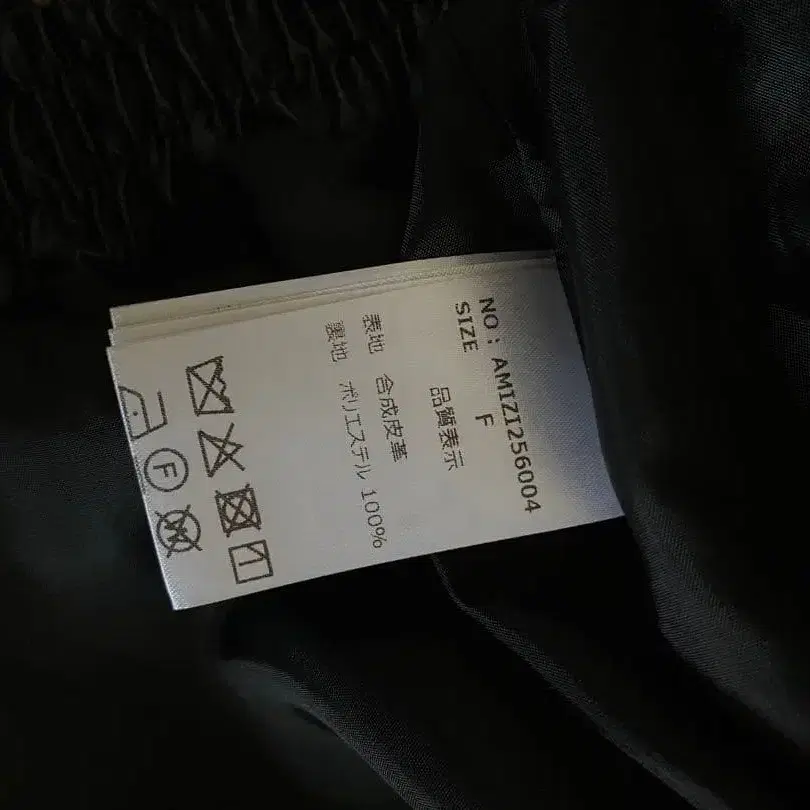 NO: AMIZI256004
SIZE F
品質表示
表地 合成皮革
裏地 ポリエステル 100%
F
W